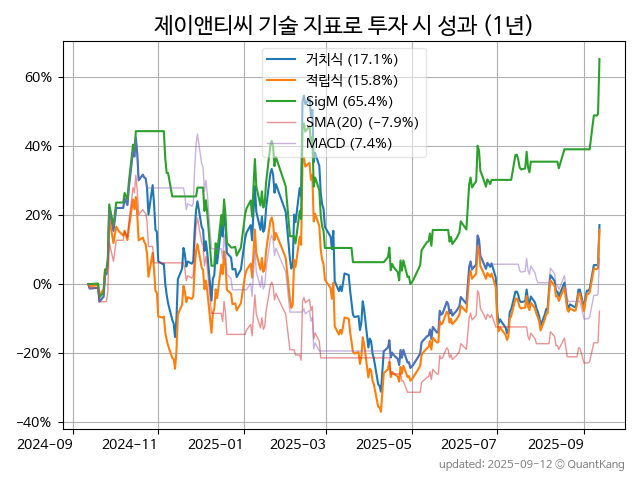 제이앤티씨 기술 지표로 투자 시 성과 (1년)
거치식 (17.1%)
적립식 (15.8%)
SigM (65.4%)
SMA(20) (-7.9%)
MACD (7.4%)
60%
40%
20%
0%
-20%
-40%
2024-09 2024-11 2025-01 2025-03 2025-05 2025-07 2025-09
updated: 2025-09-12 © QuantKang